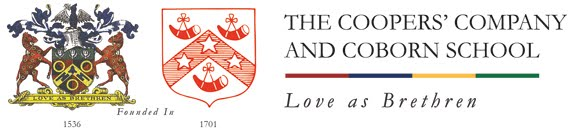 LOVE AS BRETHREN
Founded In
1536
1701
THE COOPERS' COMPANY
AND COBORN SCHOOL
Love as Brethren